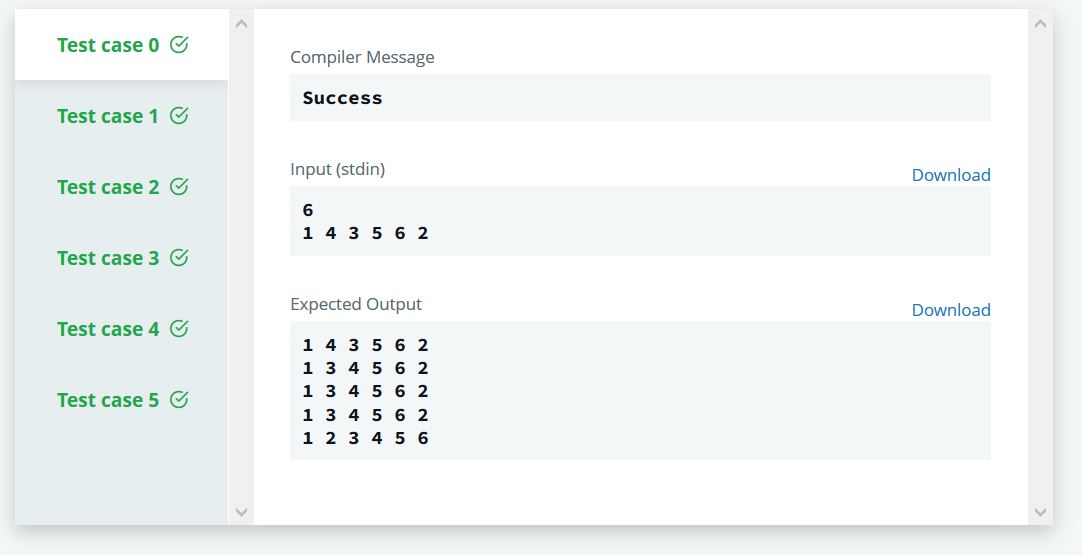 Test case 0
Test case 1
Test case 2
Test case 3
Test case 4
Test case 5
Compiler Message
Success
Input (stdin)
Download
6
1 4 3 5 6 2
Expected Output
Download
1 4 3 5 6 2
1 3 4 5 6 2
1 3 4 5 6 2
1 3 4 5 6 2
1 2 3 4 5 6